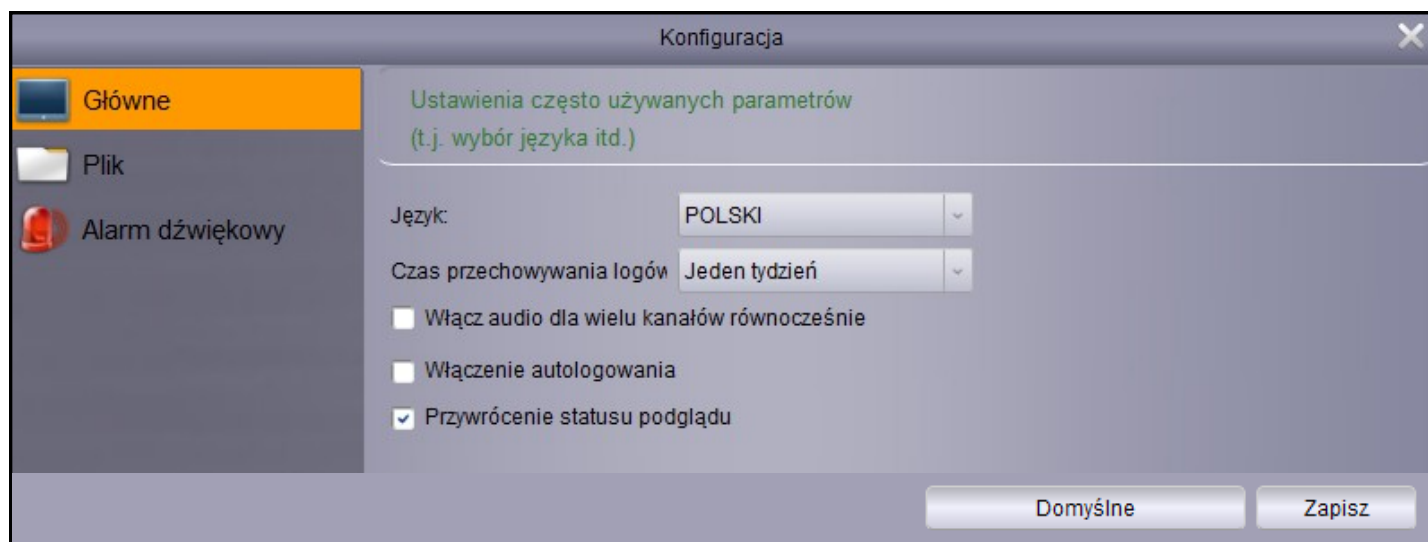 Konfiguracja
Główne
Plik
Alarm dźwiękowy
Ustawienia często używanych parametrów
(t.j. wybór języka itd.)
Język: POLSKI
Czas przechowywania logów Jeden tydzień
Włącz audio dla wielu kanałów równocześnie
Włączenie autologowania
Przywrócenie statusu podglądu
Domyślne Zapisz